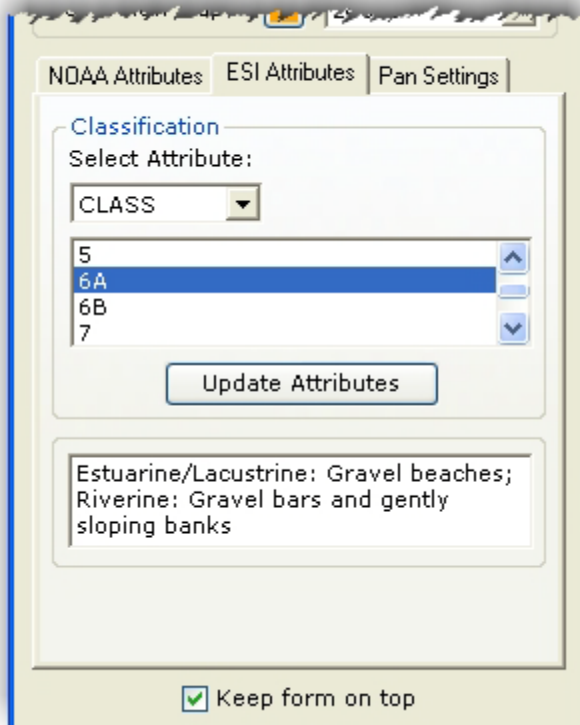 NOAA Attributes ESI Attributes Pan Settings
Classification
Select Attribute:
CLASS
5
6A
6B
7
Update Attributes
Estuarine/Lacustrine: Gravel beaches;
Riverine: Gravel bars and gently
sloping banks
Keep form on top